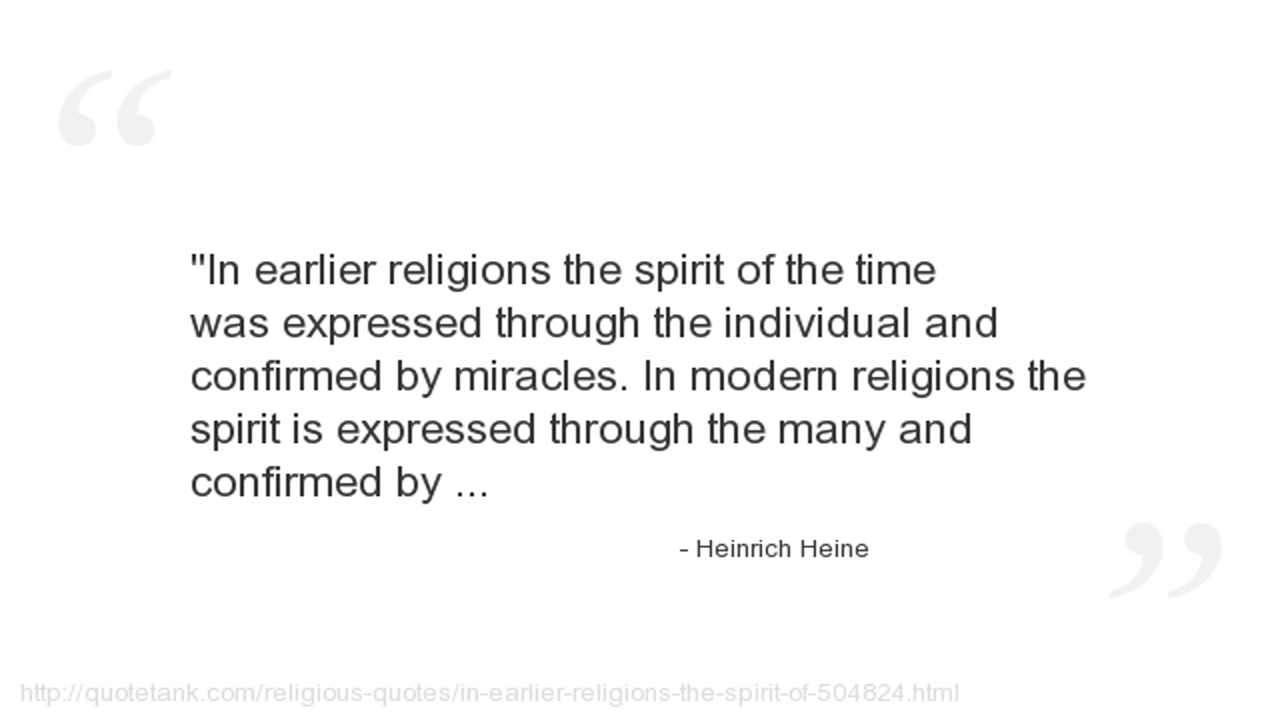 "In earlier religions the spirit of the time
was expressed through the individual and
confirmed by miracles. In modern religions the
spirit is expressed through the many and
confirmed by ...
- Heinrich Heine
http://quotetank.com/religious-quotes/in-earlier-religions-the-spirit-of-504824.html